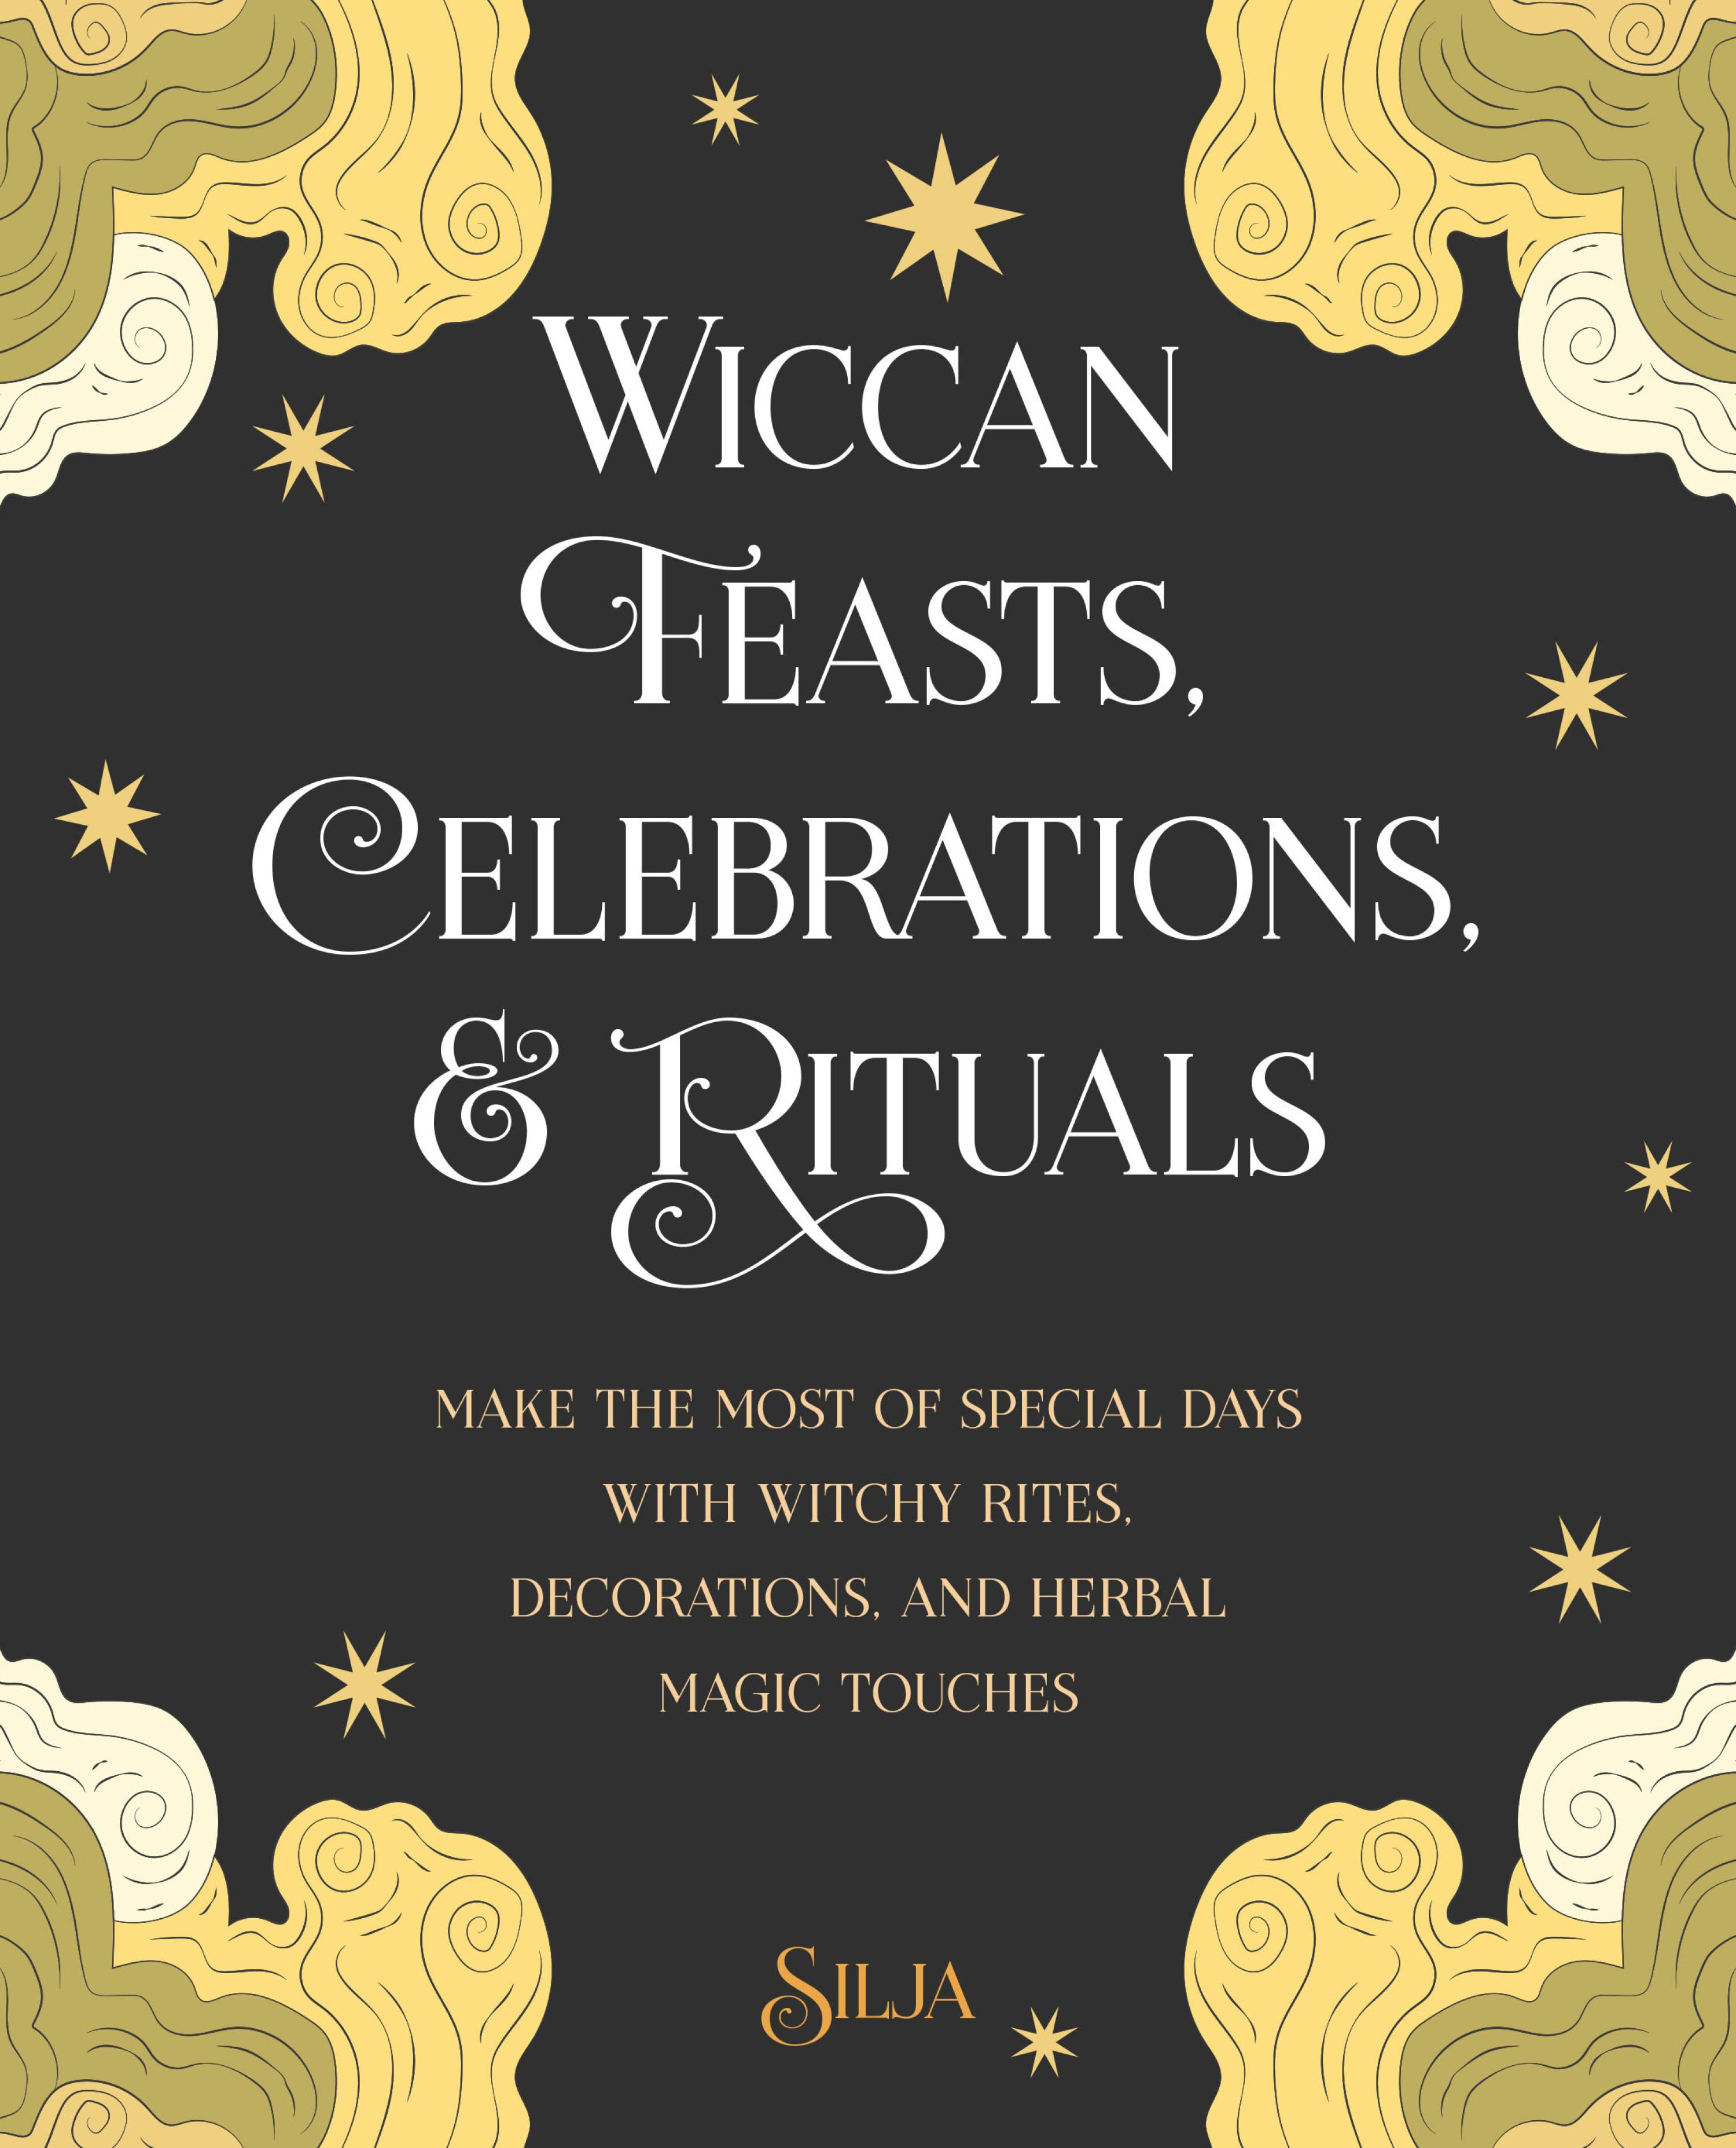 Wiccan
Feasts,
Celebrations,
& Rituals
MAKE THE MOST OF SPECIAL DAYS
WITH WITCHY RITES,
DECORATIONS, AND HERBAL
MAGIC TOUCHES
Silja